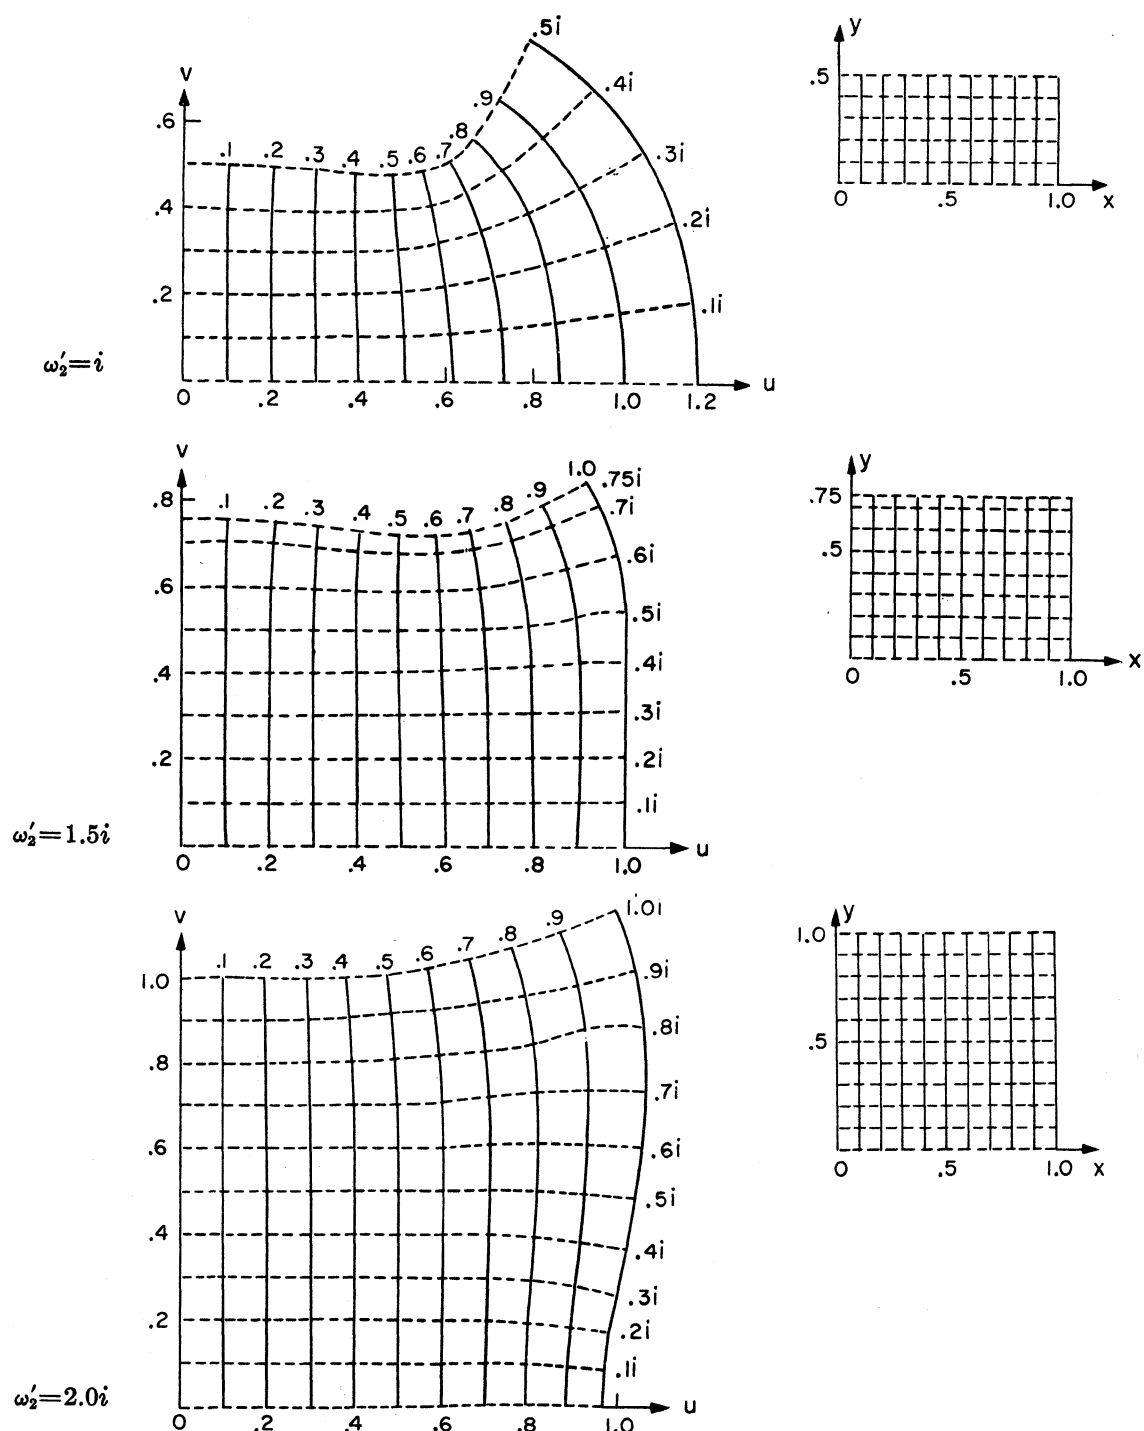 .5i
v
.6
.9
.4i
.8
.1 .2 .3 .4 .5 .6 .7
.3i
.4
.2i
.2
.1i
ω₂′=i
0 .2 .4 .6 .8 1.0 1.2 u
y
.5
0 .5 1.0 x
v
.8
1.0 .75i
.9
.7i
.1 .2 .3 .4 .5 .6 .7 .8
.6
.6i
.5i
.4
.4i
.3i
.2
.2i
.1i
ω₂′=1.5i
0 .2 .4 .6 .8 1.0 u
y
.75
.5
0 .5 1.0 x
v
1.0i
.9
.8
.7
.6
1.0 .1 .2 .3 .4 .5
.9i
.8
.8i
.7i
.6
.6i
.5i
.4
.4i
.3i
.2
.2i
.1i
ω₂′=2.0i
0 .2 .4 .6 .8 1.0 u
y
1.0
.5
0 .5 1.0 x